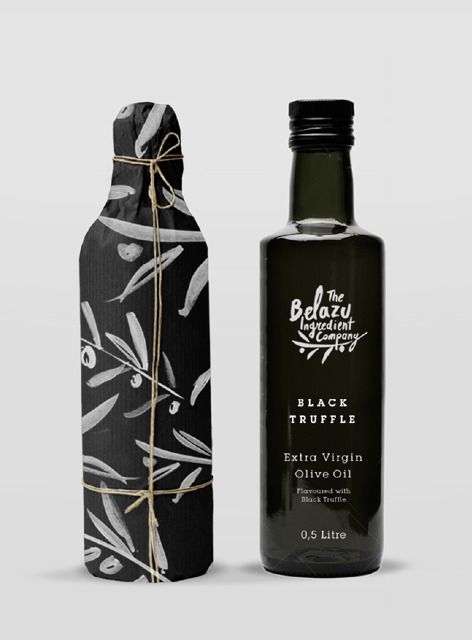 The
Belazu
Ingredient
Company
BLACK
TRUFFLE
Extra Virgin
Olive Oil
Flavoured with
Black Truffle
0,5 Litre